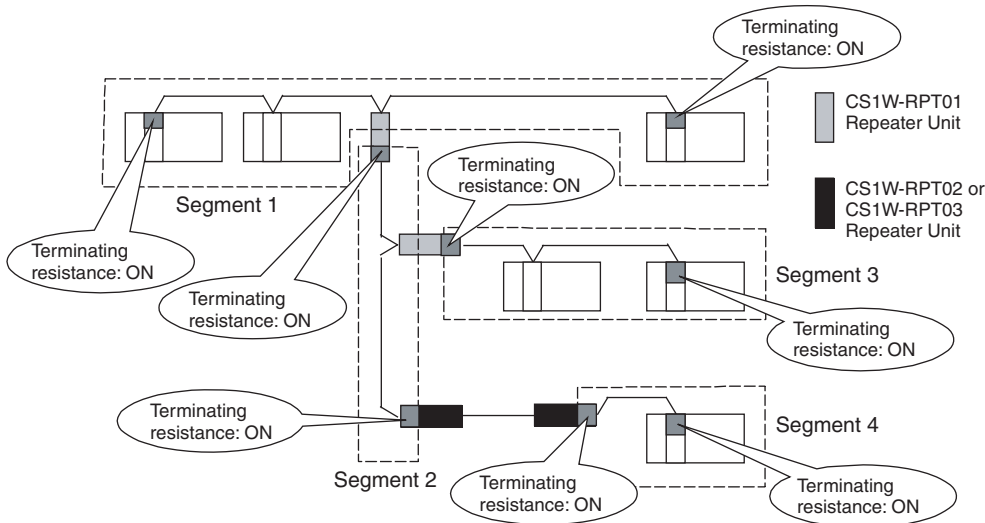 Terminating
resistance: ON
CS1W-RPT01
Repeater Unit
Terminating
resistance: ON
Segment 1
CS1W-RPT02 or
CS1W-RPT03
Repeater Unit
Terminating
resistance: ON
Segment 3
Terminating
resistance: ON
Terminating
resistance: ON
Terminating
resistance: ON
Segment 4
Segment 2
Terminating
resistance: ON
Terminating
resistance: ON